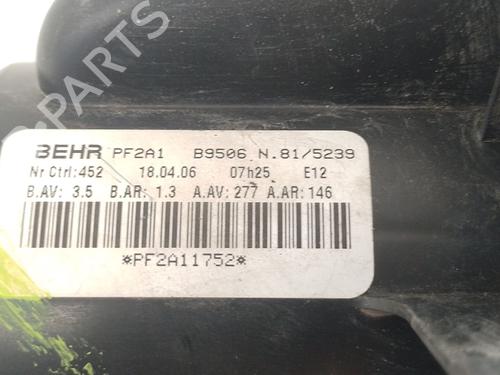 BEHR PF2A1 B9506 N.81/5239
Nr Ctrl:452 18.04.06 07h25 E12
B.AV: 3.5 B.AR: 1.3 A.AV: 277 A.AR: 146
*PF2A11752*
B-PARTS